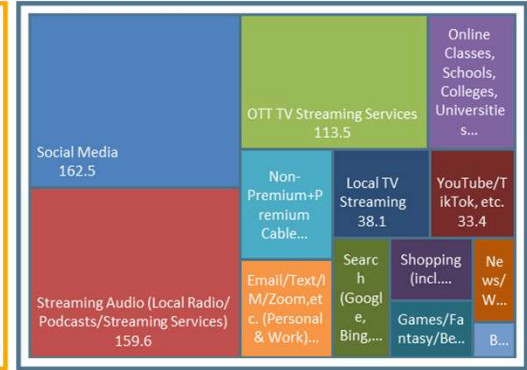 Social Media
162.5
Streaming Audio (Local Radio/
Podcasts/Streaming Services)
159.6
OTT TV Streaming Services
113.5
Online
Classes,
Schools,
Colleges,
Universitie
s...
Non-
Premium+P
remium
Cable...
Local TV
Streaming
38.1
YouTube/T
ikTok, etc.
33.4
Email/Text/I
M/Zoom,et
c. (Personal
& Work)...
Searc
h
(Googl
e,
Bing,...
Shopping
(incl....
Games/Fa
ntasy/Be...
Ne
ws/
W...
B...